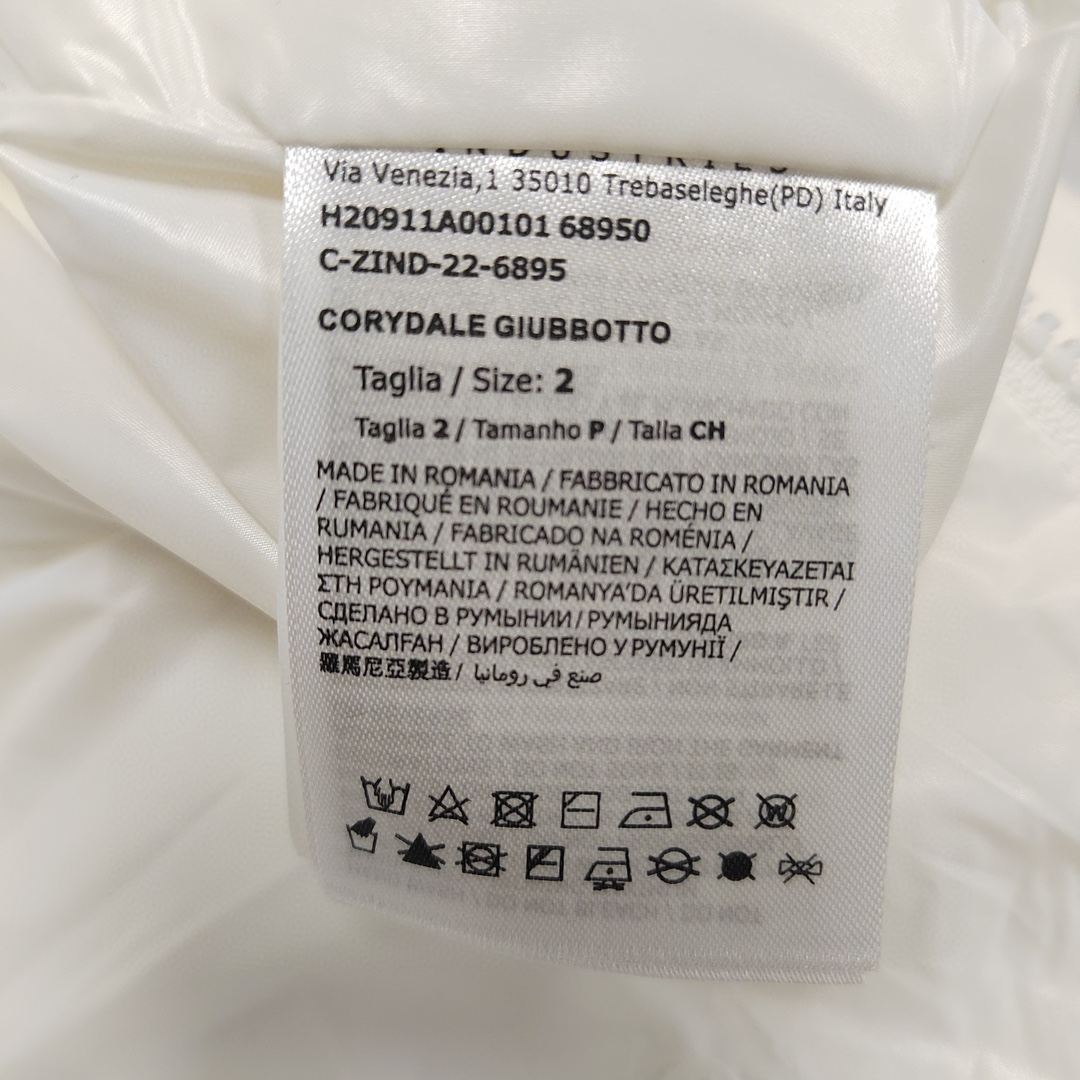 INDUSTRIES
Via Venezia,1 35010 Trebaseleghe(PD) Italy
H20911A00101 68950
C-ZIND-22-6895
CORYDALE GIUBBOTTO
Taglia / Size: 2
Taglia 2 / Tamanho P / Talla CH
MADE IN ROMANIA / FABBRICATO IN ROMANIA
/ FABRIQUÉ EN ROUMANIE / HECHO EN
RUMANIA / FABRICADO NA ROMÉNIA /
HERGESTELLT IN RUMÄNIEN / ΚΑΤΑΣΚΕΥΑΖΕΤΑΙ
ΣΤΗ ΡΟΥΜΑΝΙΑ / ROMANYA'DA ÜRETILMIŞTIR /
СДЕЛАНО В РУМЫНИИ/РУМЫНИЯДА
ЖАСАЛҒАН / ВИРОБЛЕНО У РУМУНІЇ /
羅馬尼亞製造/ صنع في رومانيا
W